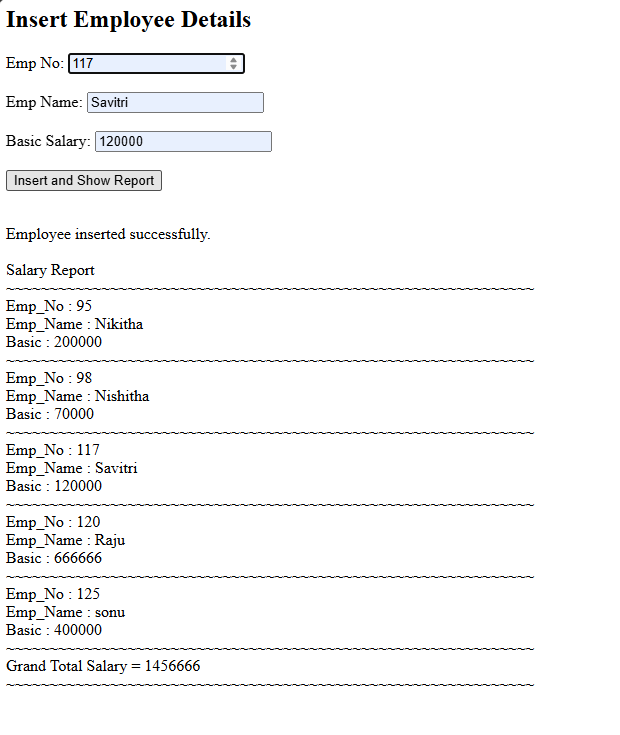 Insert Employee Details
Emp No: 117
Emp Name: Savitri
Basic Salary: 120000
Insert and Show Report
Employee inserted successfully.
Salary Report
~~~~~~~~~~~~~~~~~~~~~~~~~~~~~~~~~~~~~~~~~~~~~~~~~~~~~~~~~~~~~~~~~~
Emp_No : 95
Emp_Name : Nikitha
Basic : 200000
~~~~~~~~~~~~~~~~~~~~~~~~~~~~~~~~~~~~~~~~~~~~~~~~~~~~~~~~~~~~~~~~~~
Emp_No : 98
Emp_Name : Nishitha
Basic : 70000
~~~~~~~~~~~~~~~~~~~~~~~~~~~~~~~~~~~~~~~~~~~~~~~~~~~~~~~~~~~~~~~~~~
Emp_No : 117
Emp_Name : Savitri
Basic : 120000
~~~~~~~~~~~~~~~~~~~~~~~~~~~~~~~~~~~~~~~~~~~~~~~~~~~~~~~~~~~~~~~~~~
Emp_No : 120
Emp_Name : Raju
Basic : 666666
~~~~~~~~~~~~~~~~~~~~~~~~~~~~~~~~~~~~~~~~~~~~~~~~~~~~~~~~~~~~~~~~~~
Emp_No : 125
Emp_Name : sonu
Basic : 400000
~~~~~~~~~~~~~~~~~~~~~~~~~~~~~~~~~~~~~~~~~~~~~~~~~~~~~~~~~~~~~~~~~~
Grand Total Salary = 1456666
~~~~~~~~~~~~~~~~~~~~~~~~~~~~~~~~~~~~~~~~~~~~~~~~~~~~~~~~~~~~~~~~~~